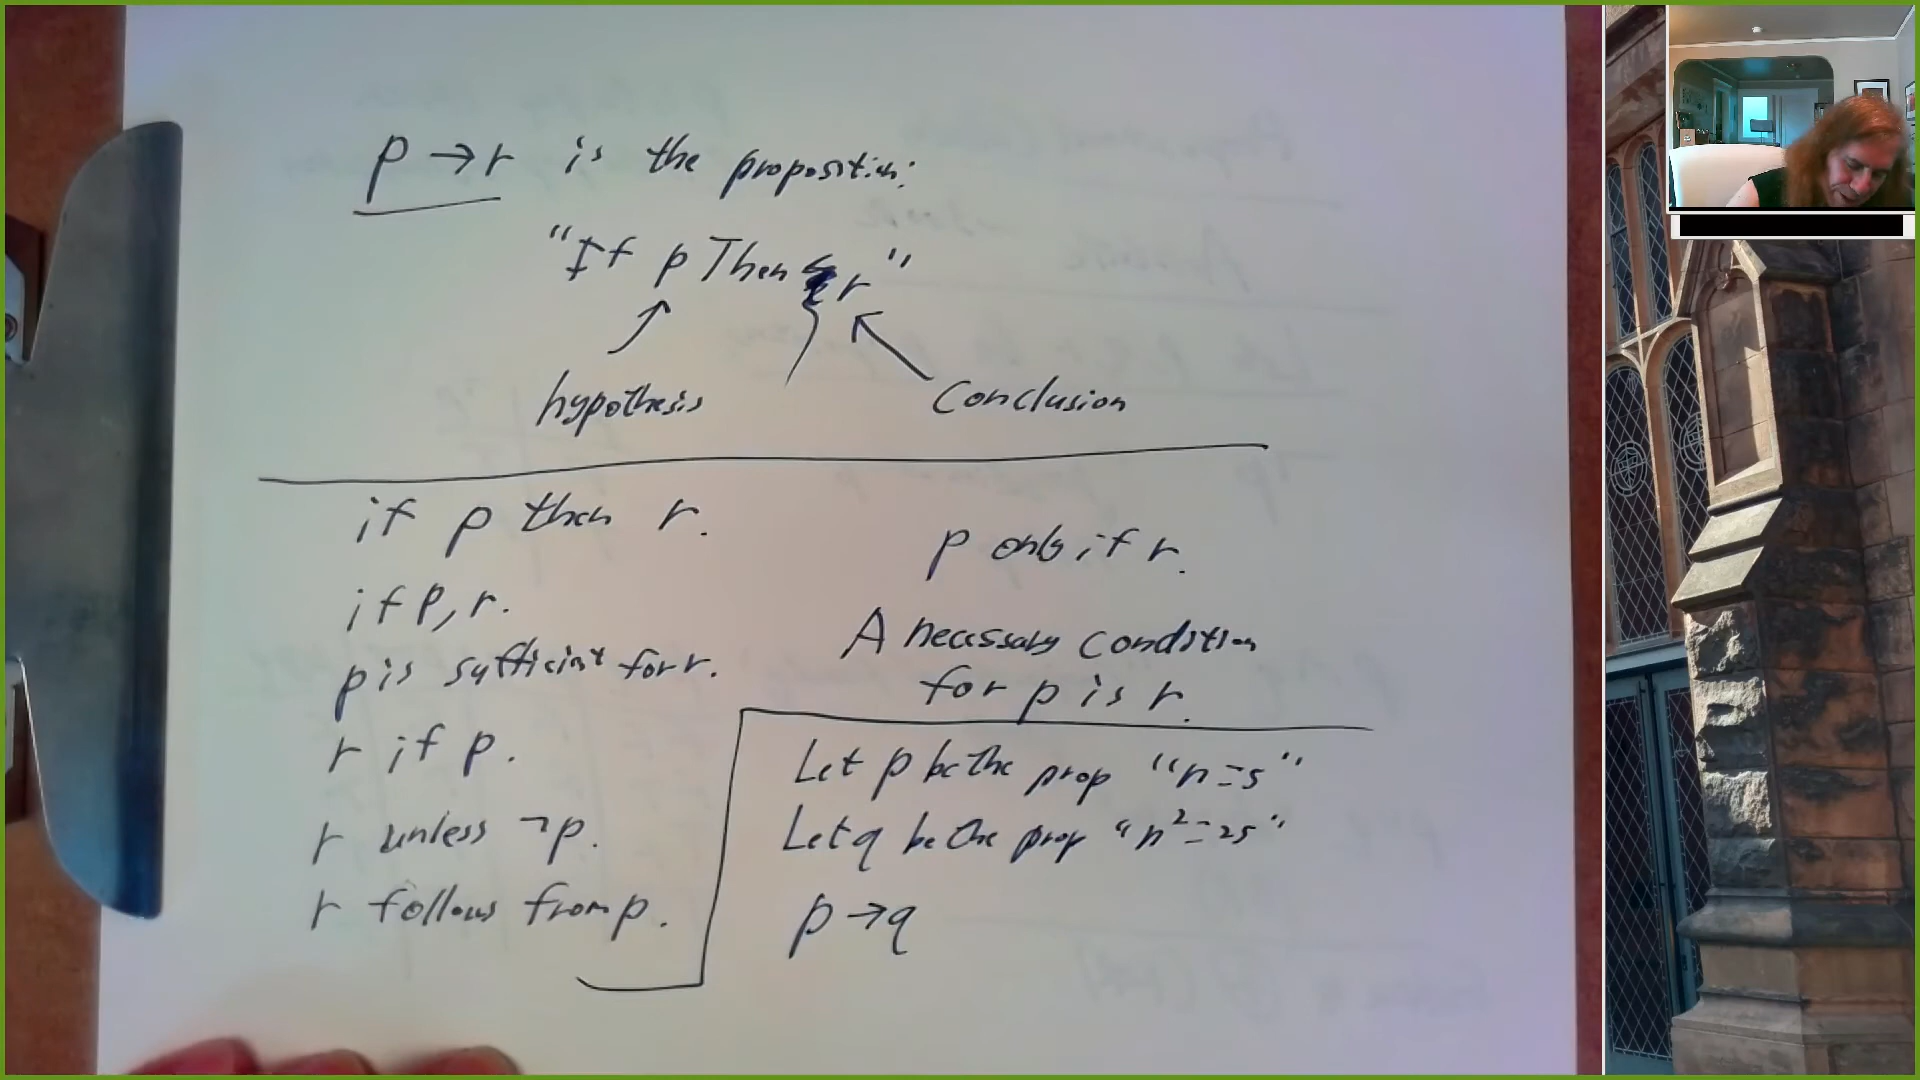 p → r is the proposition:
"If p Then r"
hypothesis
Conclusion
if p then r.
if p, r.
p is sufficient for r.
r if p.
r unless ¬p.
r follows from p.
p only if r.
A necessary condition
for p is r.
Let p be the prop "n=5"
Let q be the prop "n²=25"
p → q